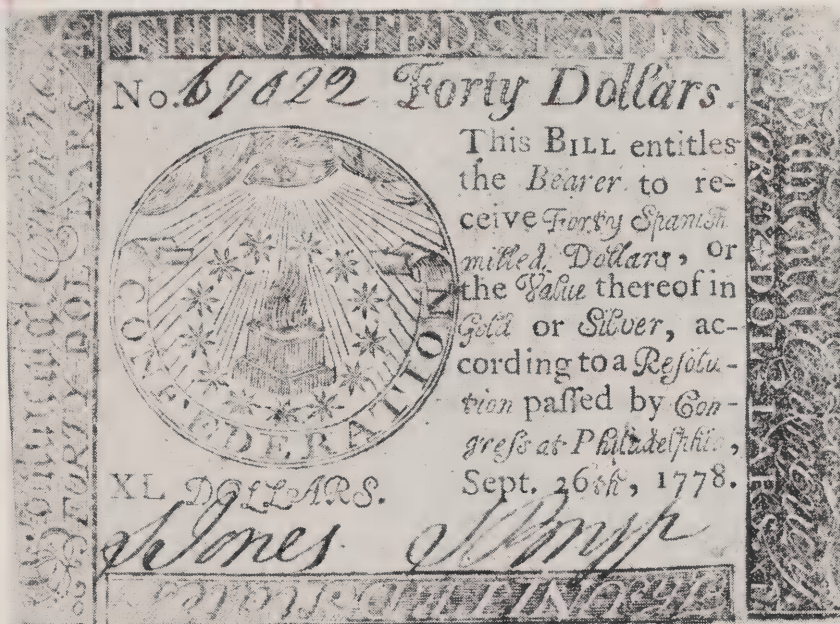 THE UNITED STATES
No. 67022 Forty Dollars.
This BILL entitles
the Bearer to re-
ceive Forty Spanish
milled Dollars, or
the Value thereof in
Gold or Silver, ac-
cording to a Resolu-
tion paſſed by Con-
greſs at Philadelphia,
Sept. 26th, 1778.
CONFEDERATION
XL DOLLARS.
S Jones
FORTY DOLLARS